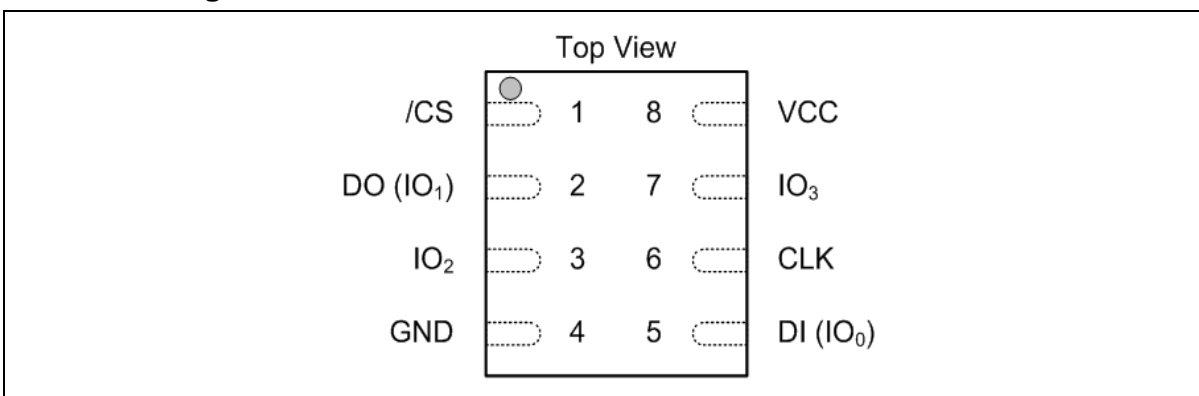 Top View
/CS 1 8 VCC
DO (IO₁) 2 7 IO₃
IO₂ 3 6 CLK
GND 4 5 DI (IO₀)